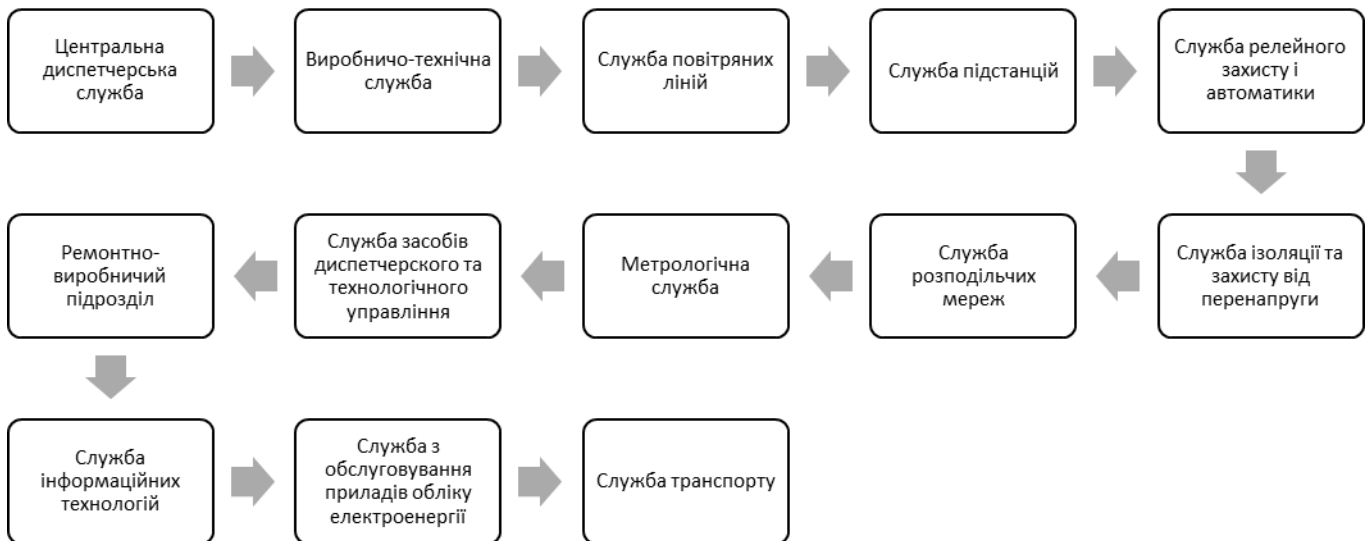 Центральна
диспетчерська
служба
Виробничо-технічна
служба
Служба повітряних
ліній
Служба підстанцій
Служба релейного
захисту і
автоматики
Служба ізоляції та
захисту від
перенапруги
Служба
розподільчих
мереж
Метрологічна
служба
Служба засобів
диспетчерского та
технологічного
управління
Ремонтно-
виробничий
підрозділ
Служба
інформаційних
технологій
Служба з
обслуговування
приладів обліку
електроенергії
Служба транспорту